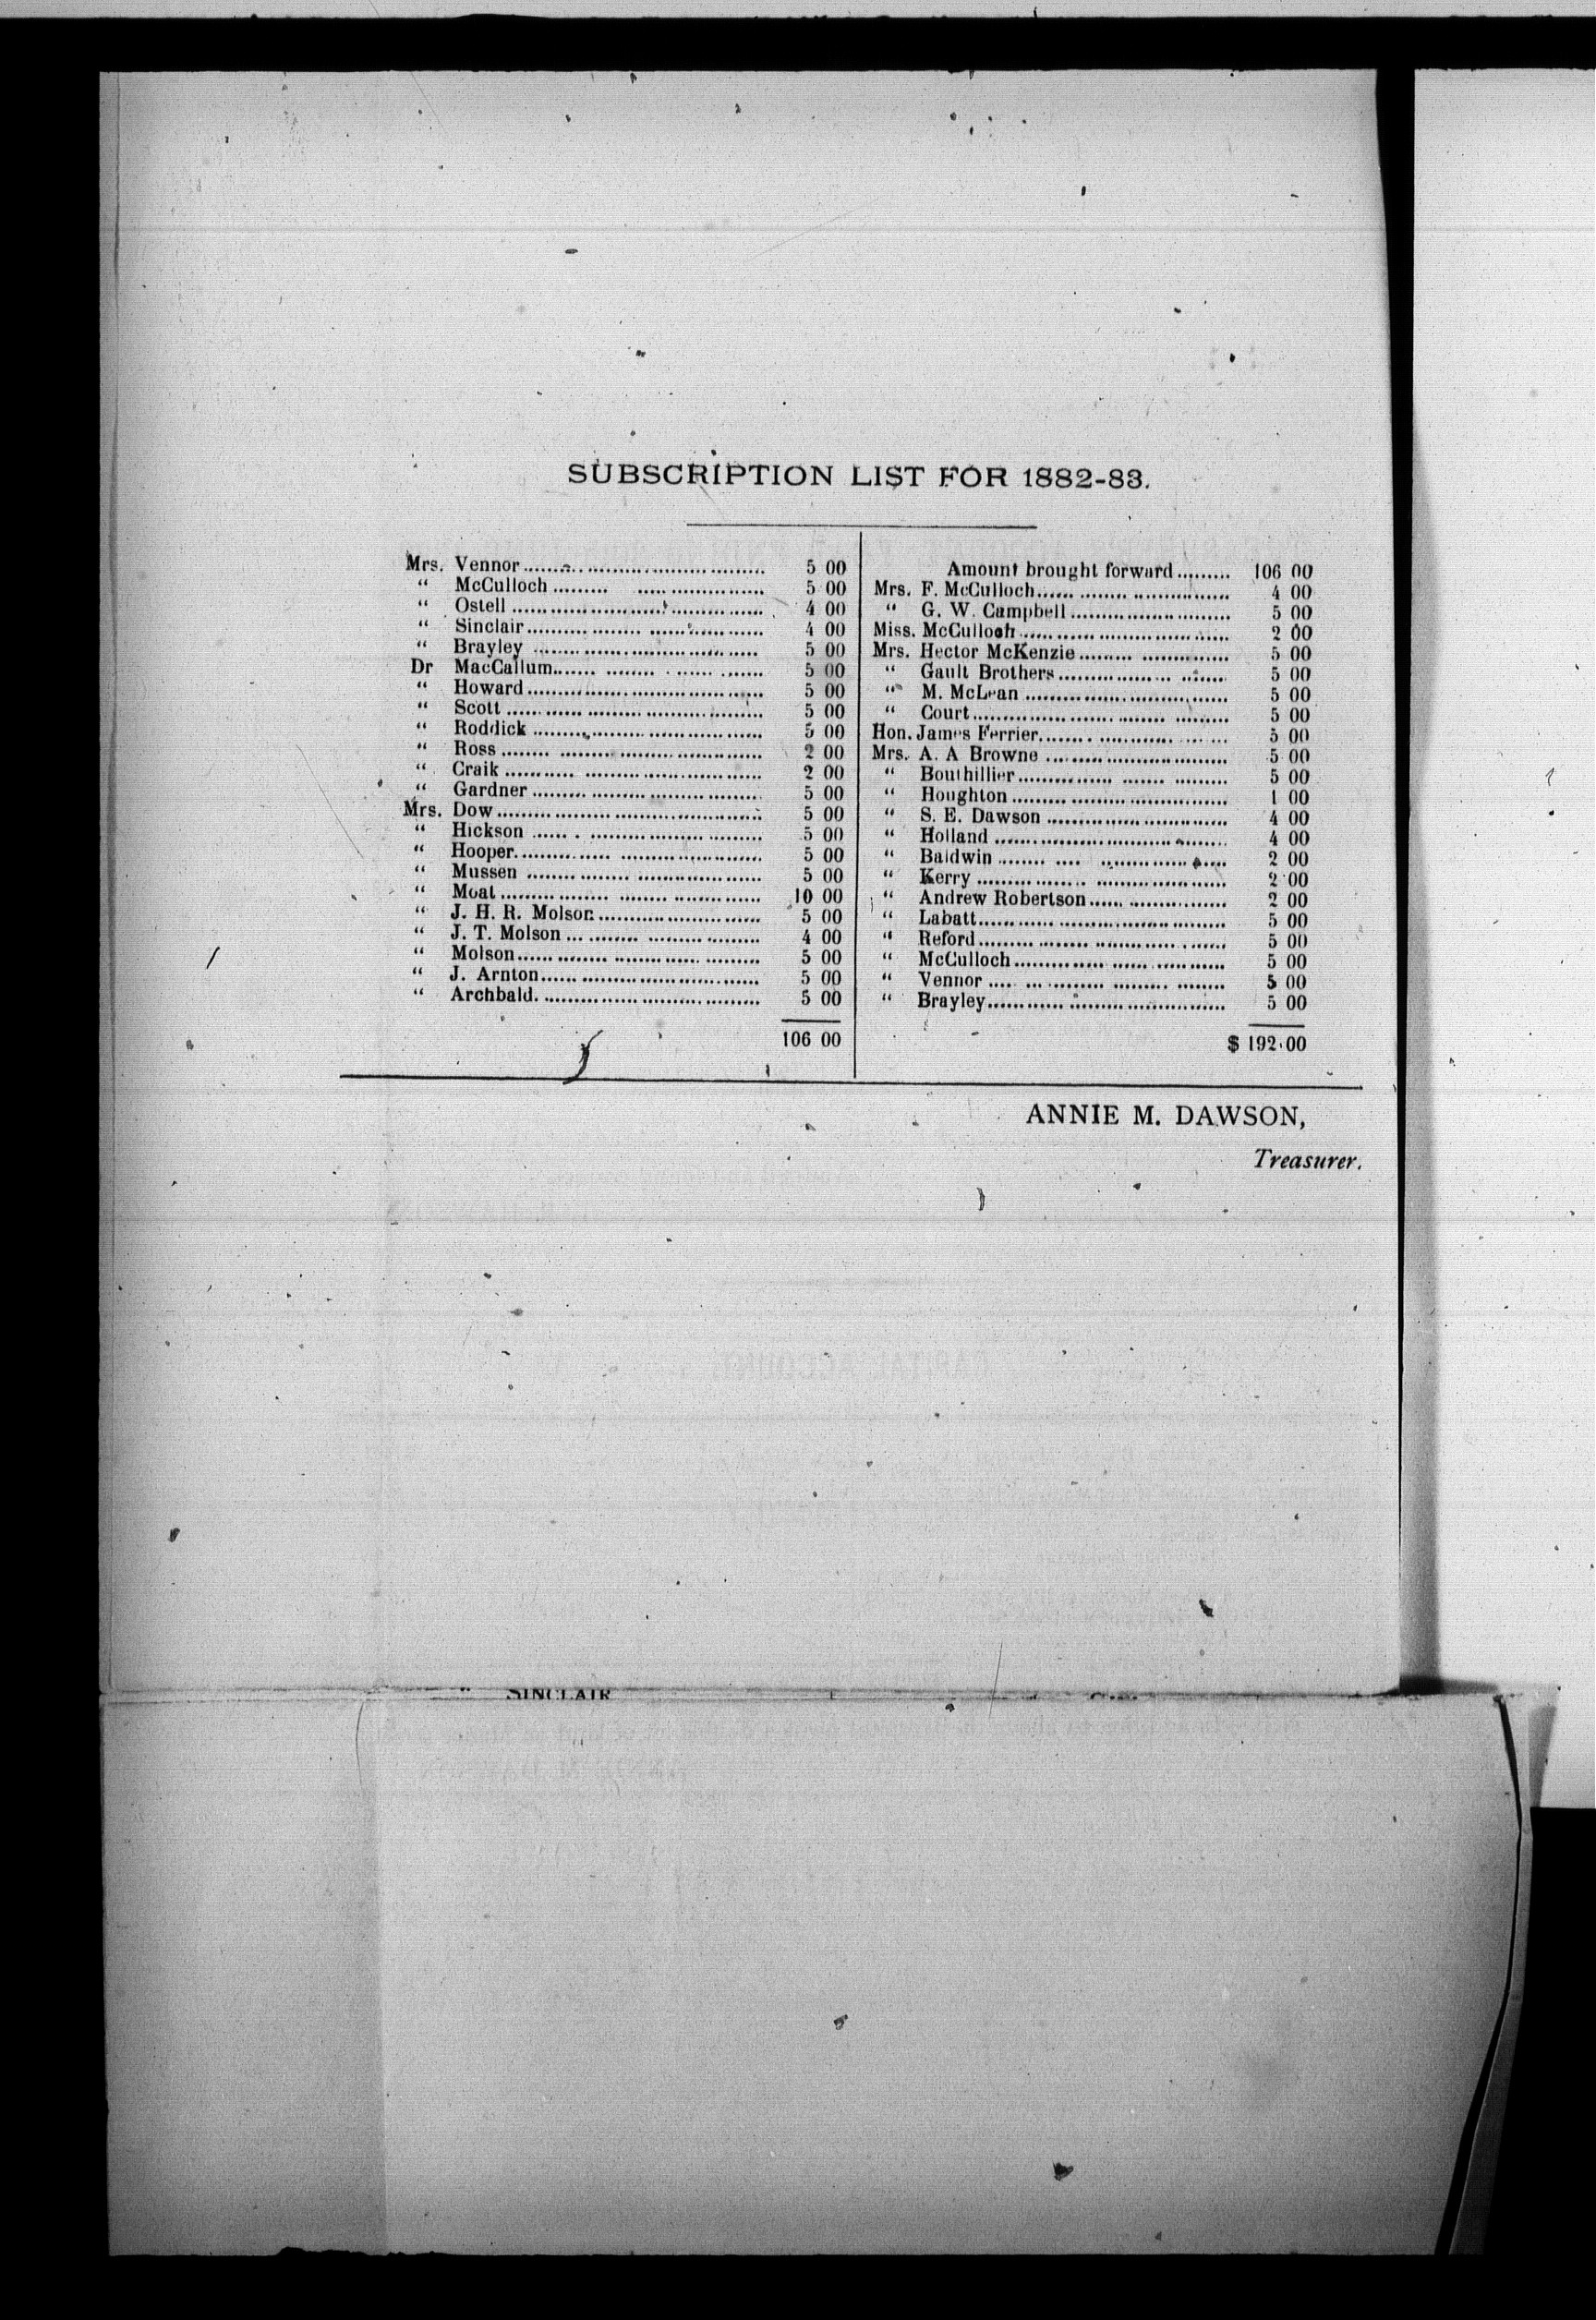 SUBSCRIPTION LIST FOR 1882-83.
Mrs. Vennor 5 00
“ McCulloch 5 00
“ Ostell 4 00
“ Sinclair 4 00
“ Brayley 5 00
Dr MacCallum 5 00
“ Howard 5 00
“ Scott 5 00
“ Roddick 5 00
“ Ross 2 00
“ Craik 2 00
“ Gardner 5 00
Mrs. Dow 5 00
“ Hickson 5 00
“ Hooper. 5 00
“ Mussen 5 00
“ Moat 10 00
“ J. H. R. Molson 5 00
“ J. T. Molson 4 00
“ Molson 5 00
“ J. Arnton 5 00
“ Archbald. 5 00
106 00
Amount brought forward 106 00
Mrs. F. McCulloch 4 00
“ G. W. Campbell 5 00
Miss. McCulloch 2 00
Mrs. Hector McKenzie 5 00
“ Gault Brothers 5 00
“ M. McLean 5 00
“ Court 5 00
Hon. James Ferrier. 5 00
Mrs. A. A Browne 5 00
“ Bouthillier 5 00
“ Houghton 1 00
“ S. E. Dawson 4 00
“ Holland 4 00
“ Baldwin 2 00
“ Kerry 2 00
“ Andrew Robertson 2 00
“ Labatt 5 00
“ Reford 5 00
“ McCulloch 5 00
“ Vennor 5 00
“ Brayley 5 00
$ 192.00
ANNIE M. DAWSON,
Treasurer.
SINCLAIR